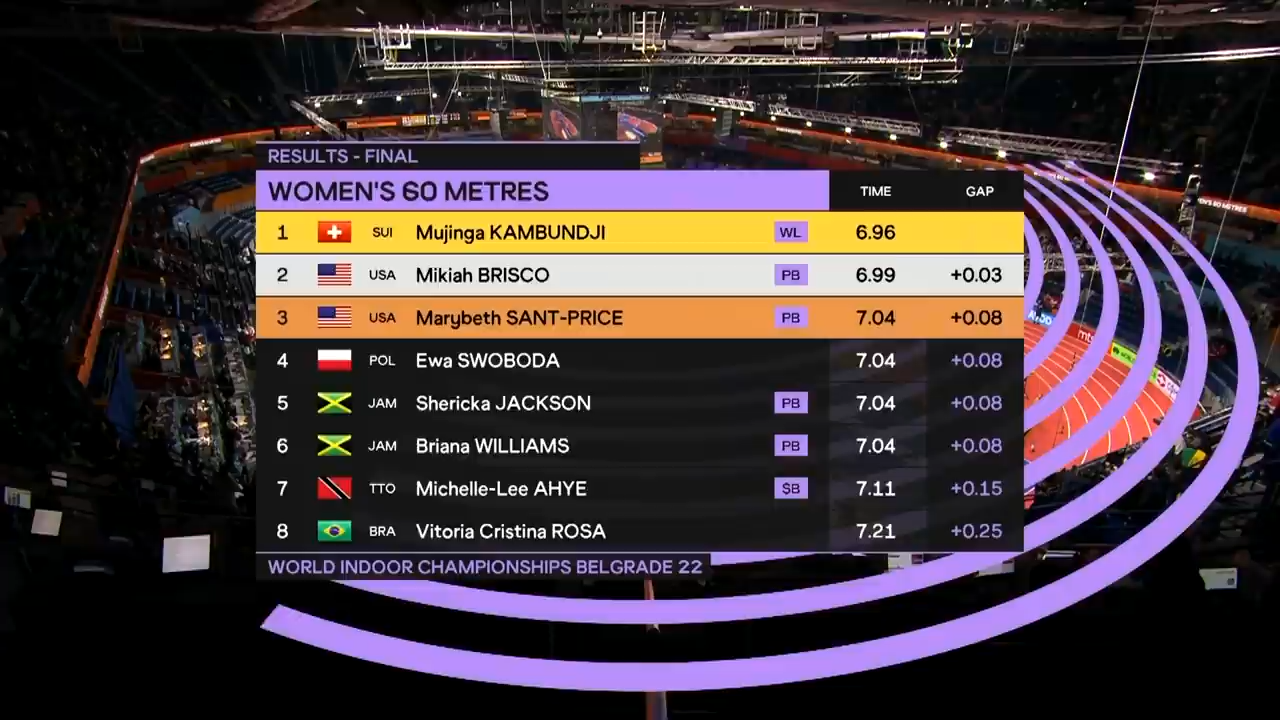 RESULTS - FINAL
WOMEN'S 60 METRES TIME GAP
1 SUI Mujinga KAMBUNDJI WL 6.96
2 USA Mikiah BRISCO PB 6.99 +0.03
3 USA Marybeth SANT-PRICE PB 7.04 +0.08
4 POL Ewa SWOBODA 7.04 +0.08
5 JAM Shericka JACKSON PB 7.04 +0.08
6 JAM Briana WILLIAMS PB 7.04 +0.08
7 TTO Michelle-Lee AHYE $B 7.11 +0.15
8 BRA Vitoria Cristina ROSA 7.21 +0.25
WORLD INDOOR CHAMPIONSHIPS BELGRADE 22